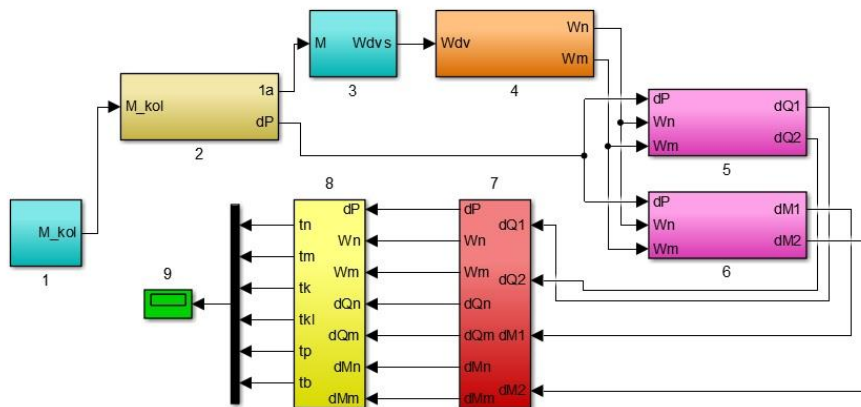 M_kol
1
M_kol
1a
dP
2
M
Wdvs
3
Wdv
Wn
Wm
4
dP
Wn
Wm
dQ1
dQ2
5
dP
Wn
Wm
dM1
dM2
6
7
dP
Wn
Wm
dQn
dQm
dMn
dMm
dQ1
dQ2
dM1
dM2
8
tn
tm
tk
tkl
tp
tb
dP
Wn
Wm
dQn
dQm
dMn
dMm
9